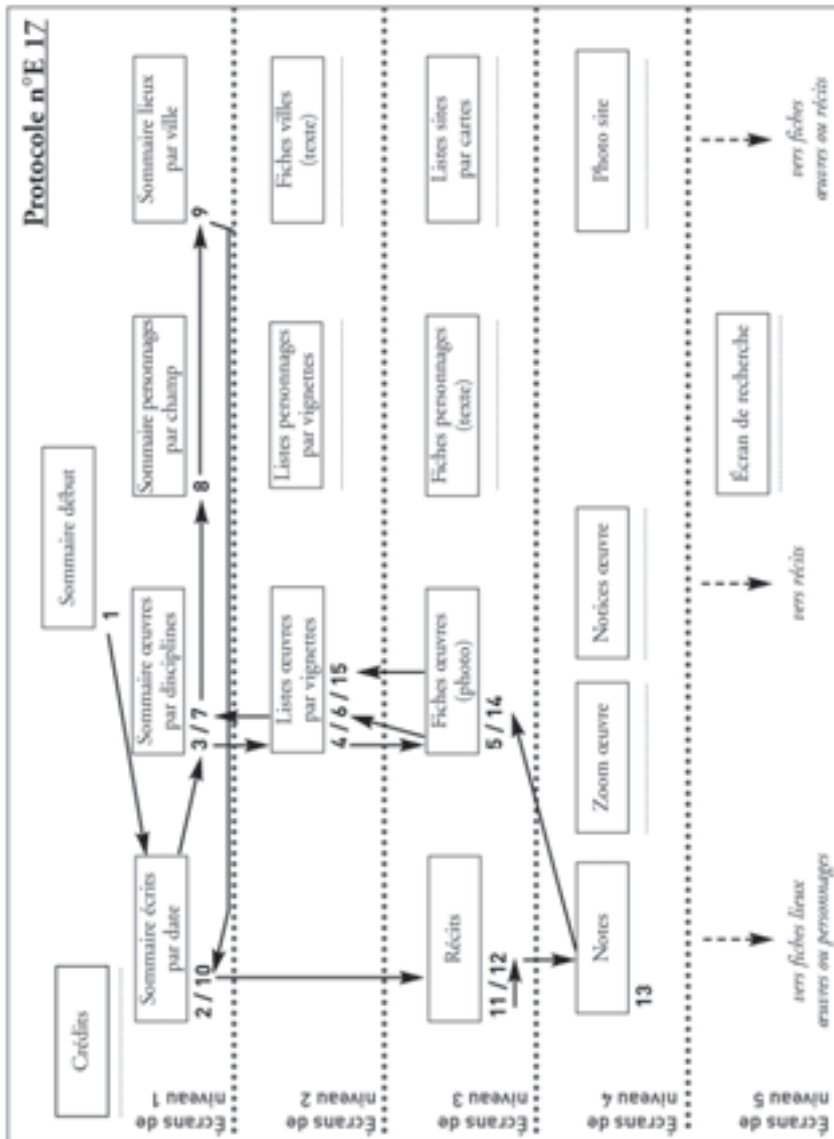 Protocole n°E 17
Crédits
Sommaire début
1
Écrans de
niveau 1
Sommaire écrits
par date
2 / 10
Sommaire œuvres
par disciplines
3 / 7
Sommaire personnages
par champ
8
Sommaire lieux
par ville
9
Écrans de
niveau 2
Listes œuvres
par vignettes
4 / 6 / 15
Listes personnages
par vignettes
Fiches villes
(texte)
Écrans de
niveau 3
Récits
11 / 12
Fiches œuvres
(photo)
5 / 14
Fiches personnages
(texte)
Listes sites
par cartes
Écrans de
niveau 4
Notes
13
Zoom œuvre
Notices œuvre
Photo site
Écrans de
niveau 5
vers fiches lieux
œuvres ou personnages
vers récits
Écran de recherche
vers fiches
œuvres ou récits